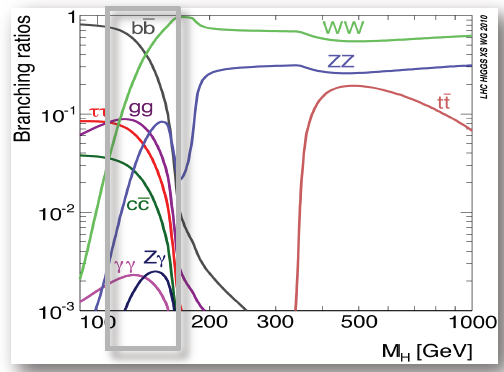 Branching ratios
1
10⁻¹
10⁻²
10⁻³
bb̅
ττ
gg
cc̅
γγ
Zγ
WW
ZZ
tt̅
LHC HIGGS XS WG 2010
100 200 300 500 1000
M_H [GeV]